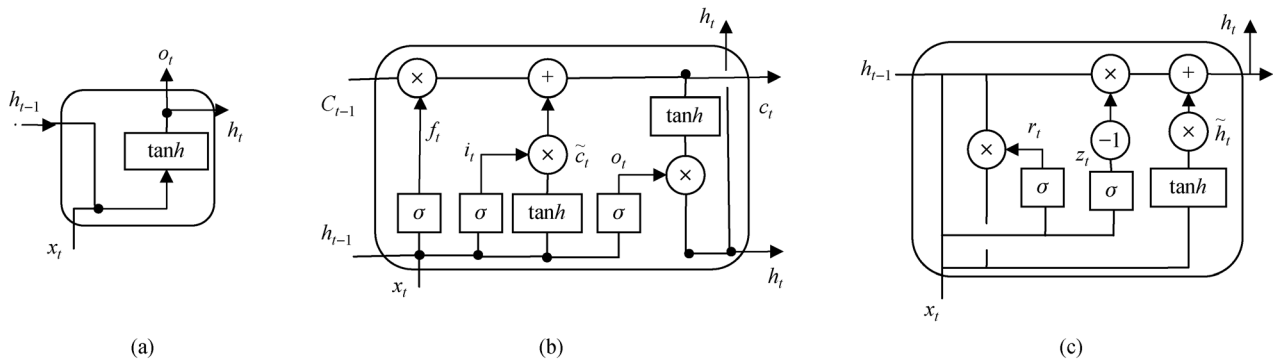 o_t
h_{t-1}
h_t
tanh
x_t
(a)
h_t
C_{t-1}
× +
c_t
tanh
f_t i_t × c̃_t o_t ×
σ σ tanh σ
h_{t-1}
x_t
h_t
(b)
h_t
h_{t-1} × +
r_t × z_t −1 × h̃_t
σ σ tanh
x_t
(c)